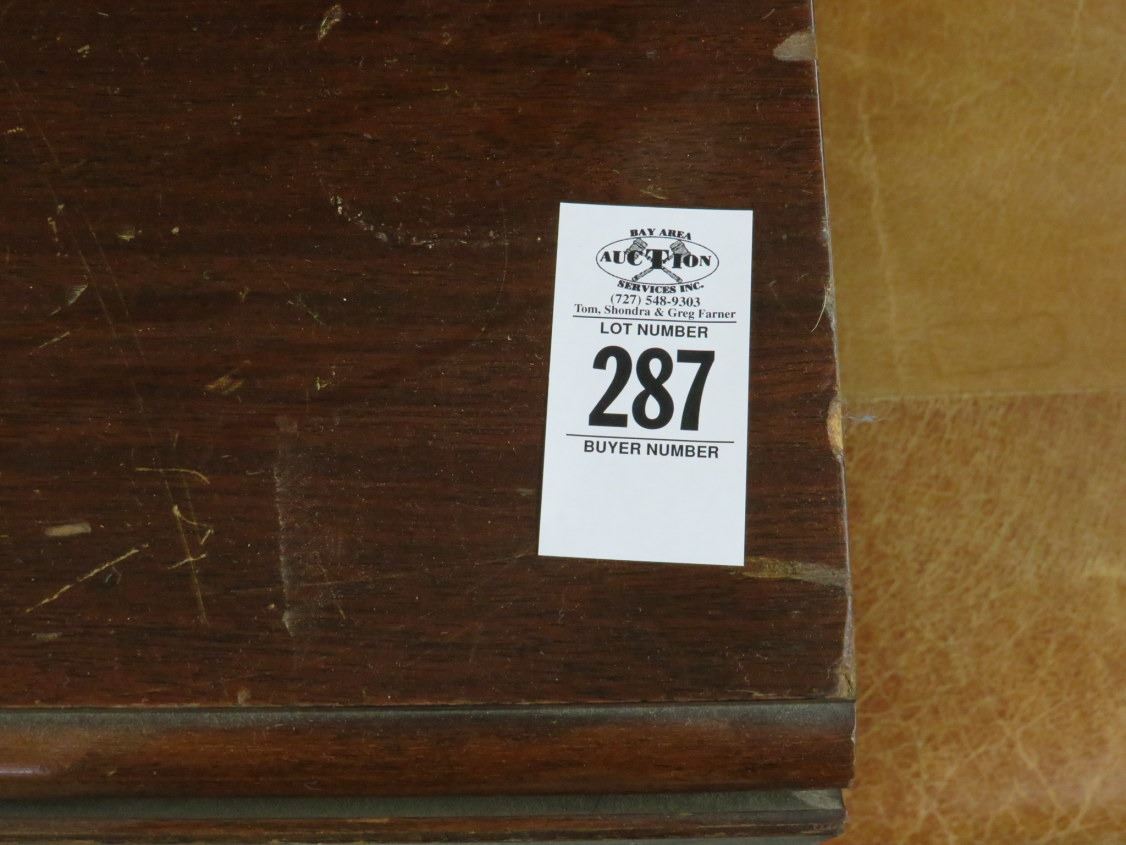 BAY AREA
AUCTION
SERVICES INC.
(727) 548-9303
Tom, Shondra & Greg Farner
LOT NUMBER
287
BUYER NUMBER